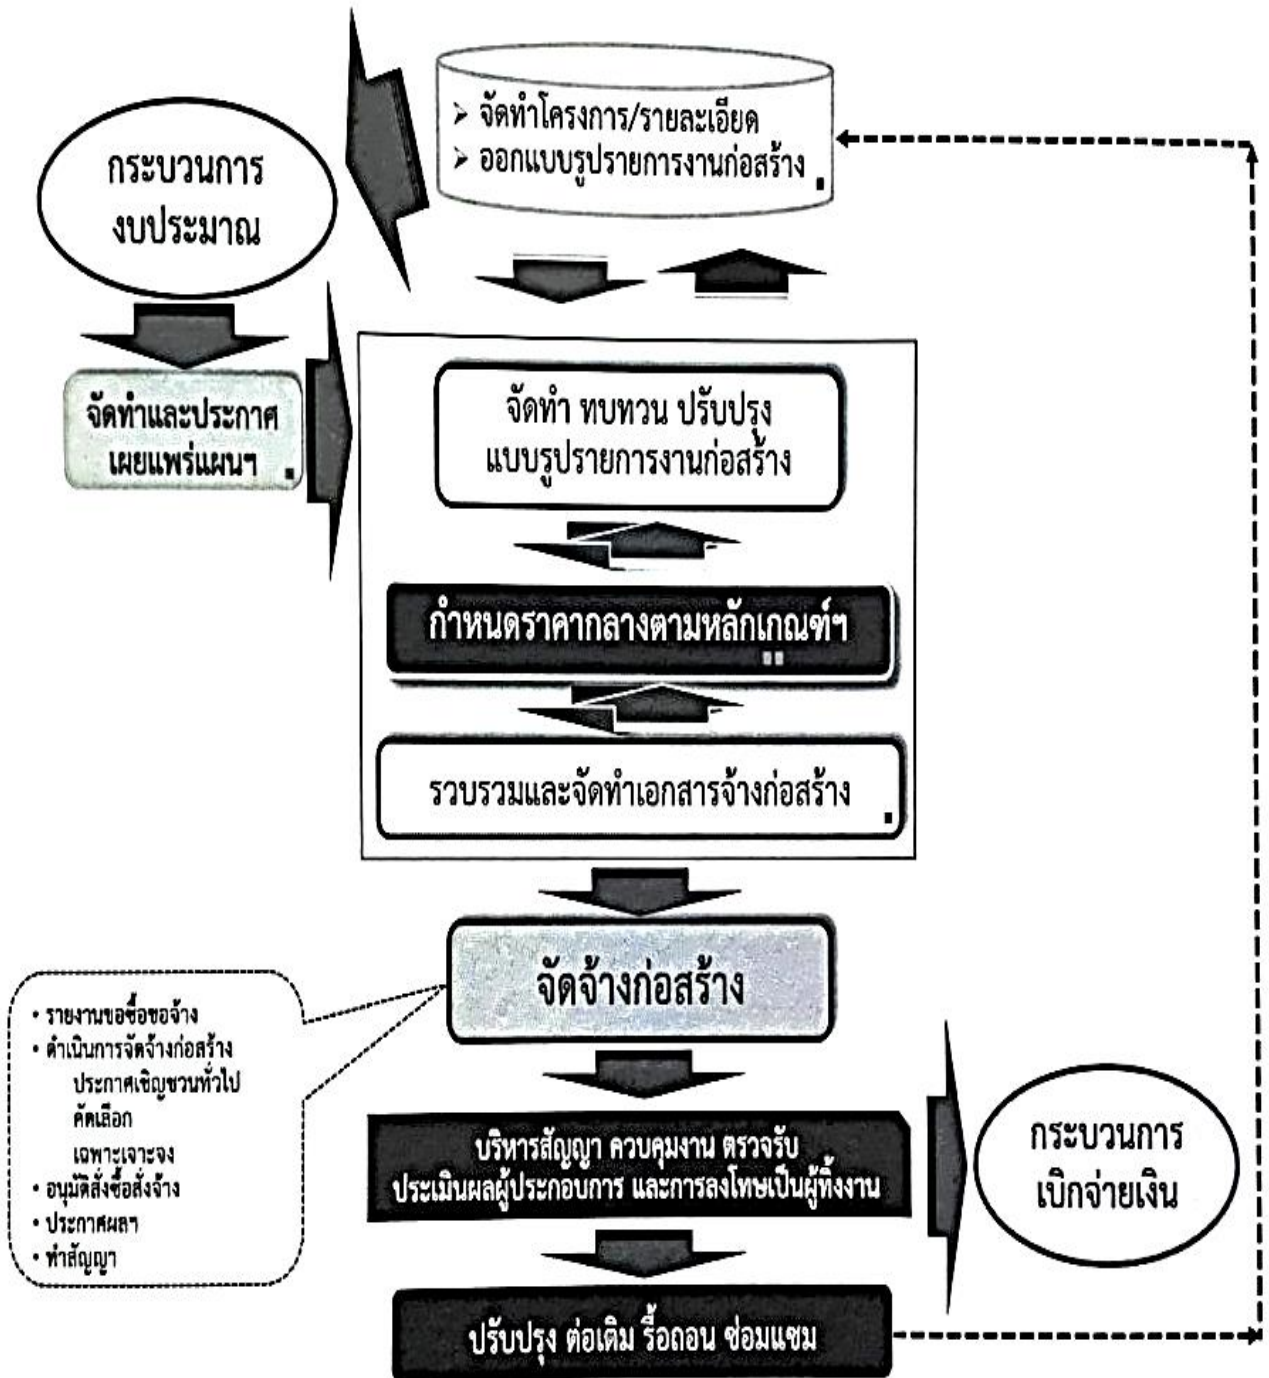 ➢ จัดทำโครงการ/รายละเอียด
➢ ออกแบบรูปรายการงานก่อสร้าง
กระบวนการ
งบประมาณ
จัดทำและประกาศ
เผยแพร่แผนฯ
จัดทำ ทบทวน ปรับปรุง
แบบรูปรายการงานก่อสร้าง
กำหนดราคากลางตามหลักเกณฑ์ฯ
รวบรวมและจัดทำเอกสารจ้างก่อสร้าง
จัดจ้างก่อสร้าง
• รายงานขอซื้อขอจ้าง
• ดำเนินการจัดจ้างก่อสร้าง
ประกาศเชิญชวนทั่วไป
คัดเลือก
เฉพาะเจาะจง
• อนุมัติสั่งซื้อสั่งจ้าง
• ประกาศผลฯ
• ทำสัญญา
บริหารสัญญา ควบคุมงาน ตรวจรับ
ประเมินผลผู้ประกอบการ และการลงโทษเป็นผู้ทิ้งงาน
กระบวนการ
เบิกจ่ายเงิน
ปรับปรุง ต่อเติม รื้อถอน ซ่อมแซม